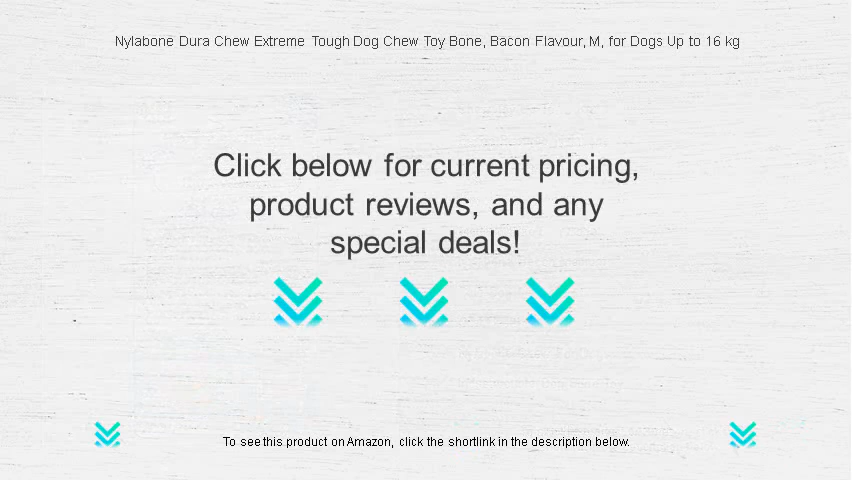 Nylabone Dura Chew Extreme Tough Dog Chew Toy Bone, Bacon Flavour, M, for Dogs Up to 16 kg
Click below for current pricing,
product reviews, and any
special deals!
To see this product on Amazon, click the shortlink in the description below.